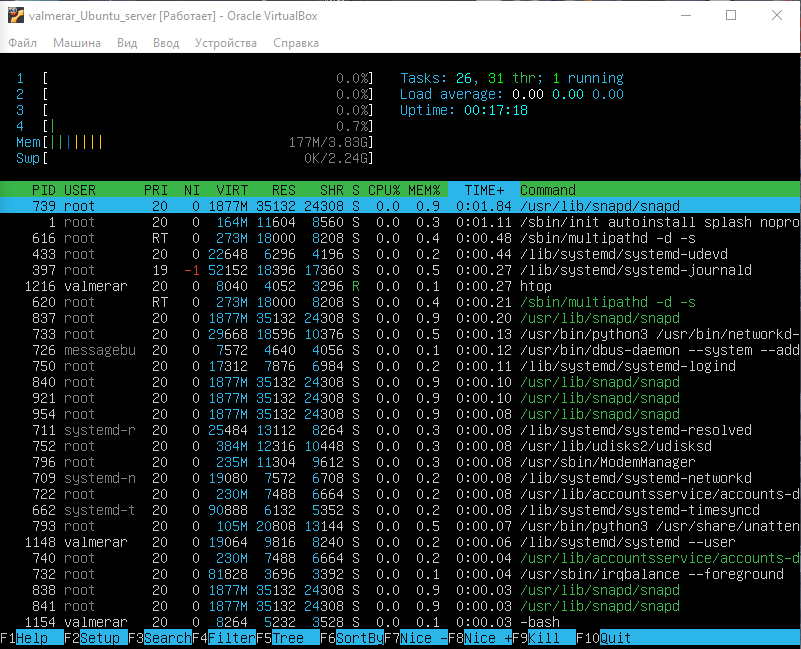 valmerar_Ubuntu_server [Работает] - Oracle VirtualBox
Файл Машина Вид Ввод Устройства Справка
1 [ 0.0%] Tasks: 26, 31 thr; 1 running
2 [ 0.0%] Load average: 0.00 0.00 0.00
3 [ 0.0%] Uptime: 00:17:18
4 [| 0.7%]
Mem[||||||| 177M/3.83G]
Swp[ 0K/2.24G]
PID USER PRI NI VIRT RES SHR S CPU% MEM% TIME+ Command
739 root 20 0 1877M 35132 24308 S 0.0 0.9 0:01.84 /usr/lib/snapd/snapd
1 root 20 0 164M 11604 8560 S 0.0 0.3 0:01.11 /sbin/init autoinstall splash nopro
616 root RT 0 273M 18000 8208 S 0.0 0.4 0:00.48 /sbin/multipathd -d -s
433 root 20 0 22648 6296 4196 S 0.0 0.2 0:00.44 /lib/systemd/systemd-udevd
397 root 19 -1 52152 18396 17360 S 0.0 0.5 0:00.27 /lib/systemd/systemd-journald
1216 valmerar 20 0 8040 4052 3296 R 0.0 0.1 0:00.27 htop
620 root RT 0 273M 18000 8208 S 0.0 0.4 0:00.21 /sbin/multipathd -d -s
837 root 20 0 1877M 35132 24308 S 0.0 0.9 0:00.20 /usr/lib/snapd/snapd
733 root 20 0 29668 18596 10376 S 0.0 0.5 0:00.13 /usr/bin/python3 /usr/bin/networkd-
726 messagebu 20 0 7572 4640 4056 S 0.0 0.1 0:00.12 /usr/bin/dbus-daemon --system --add
750 root 20 0 17312 7876 6984 S 0.0 0.2 0:00.11 /lib/systemd/systemd-logind
840 root 20 0 1877M 35132 24308 S 0.0 0.9 0:00.10 /usr/lib/snapd/snapd
921 root 20 0 1877M 35132 24308 S 0.0 0.9 0:00.10 /usr/lib/snapd/snapd
954 root 20 0 1877M 35132 24308 S 0.0 0.9 0:00.08 /usr/lib/snapd/snapd
711 systemd-r 20 0 25484 13112 8264 S 0.0 0.3 0:00.08 /lib/systemd/systemd-resolved
752 root 20 0 384M 12316 10448 S 0.0 0.3 0:00.08 /usr/lib/udisks2/udisksd
796 root 20 0 235M 11304 9612 S 0.0 0.3 0:00.08 /usr/sbin/ModemManager
709 systemd-n 20 0 19080 7572 6708 S 0.0 0.2 0:00.08 /lib/systemd/systemd-networkd
722 root 20 0 230M 7488 6664 S 0.0 0.2 0:00.08 /usr/lib/accountsservice/accounts-d
662 systemd-t 20 0 90888 6132 5352 S 0.0 0.2 0:00.08 /lib/systemd/systemd-timesyncd
793 root 20 0 105M 20808 13144 S 0.0 0.5 0:00.07 /usr/bin/python3 /usr/share/unatten
1148 valmerar 20 0 19064 9816 8240 S 0.0 0.2 0:00.06 /lib/systemd/systemd --user
740 root 20 0 230M 7488 6664 S 0.0 0.2 0:00.04 /usr/lib/accountsservice/accounts-d
732 root 20 0 81828 3696 3392 S 0.0 0.1 0:00.04 /usr/sbin/irqbalance --foreground
838 root 20 0 1877M 35132 24308 S 0.0 0.9 0:00.03 /usr/lib/snapd/snapd
841 root 20 0 1877M 35132 24308 S 0.0 0.9 0:00.03 /usr/lib/snapd/snapd
1154 valmerar 20 0 8264 5232 3528 S 0.0 0.1 0:00.03 -bash
F1Help F2Setup F3SearchF4FilterF5Tree F6SortByF7Nice -F8Nice +F9Kill F10Quit